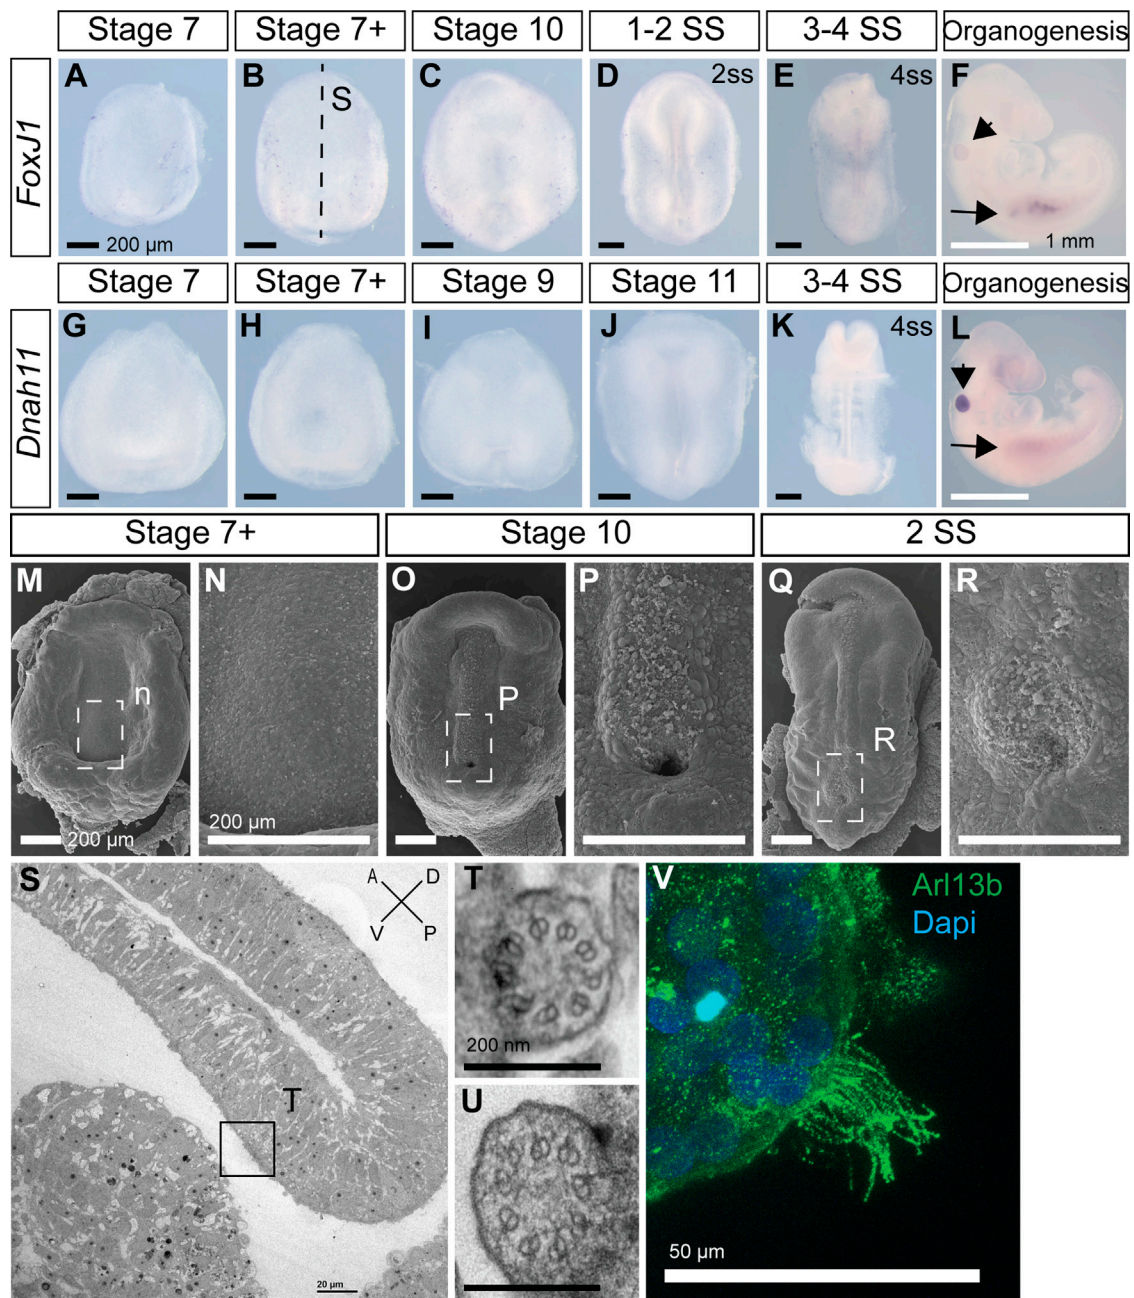 Stage 7
Stage 7+
Stage 10
1-2 SS
3-4 SS
Organogenesis
FoxJ1
A
200 µm
B
S
C
D
2ss
E
4ss
F
1 mm
Stage 7
Stage 7+
Stage 9
Stage 11
3-4 SS
Organogenesis
Dnah11
G
H
I
J
K
4ss
L
Stage 7+
Stage 10
2 SS
M
n
200 µm
N
200 µm
O
P
P
Q
R
R
S
A
D
V
P
T
20 µm
T
200 nm
U
V
Arl13b
Dapi
50 µm